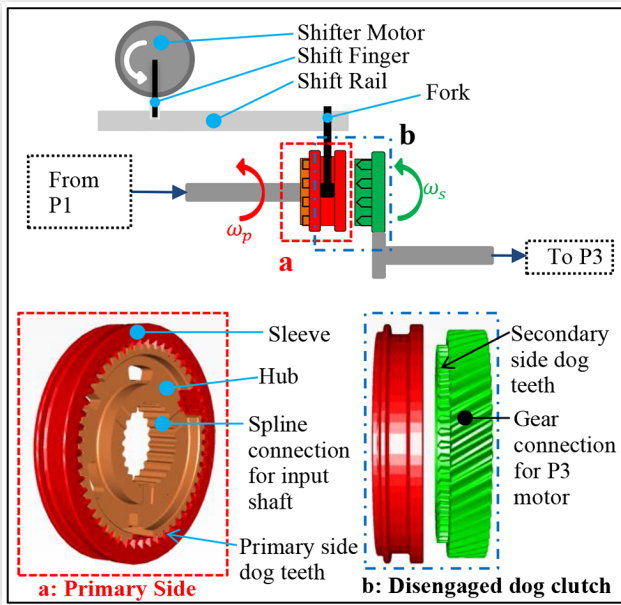 Shifter Motor
Shift Finger
Shift Rail
Fork
b
From
P1
ωp
ωs
a
To P3
Sleeve
Hub
Spline
connection
for input
shaft
Primary side
dog teeth
a: Primary Side
Secondary
side dog
teeth
Gear
connection
for P3
motor
b: Disengaged dog clutch